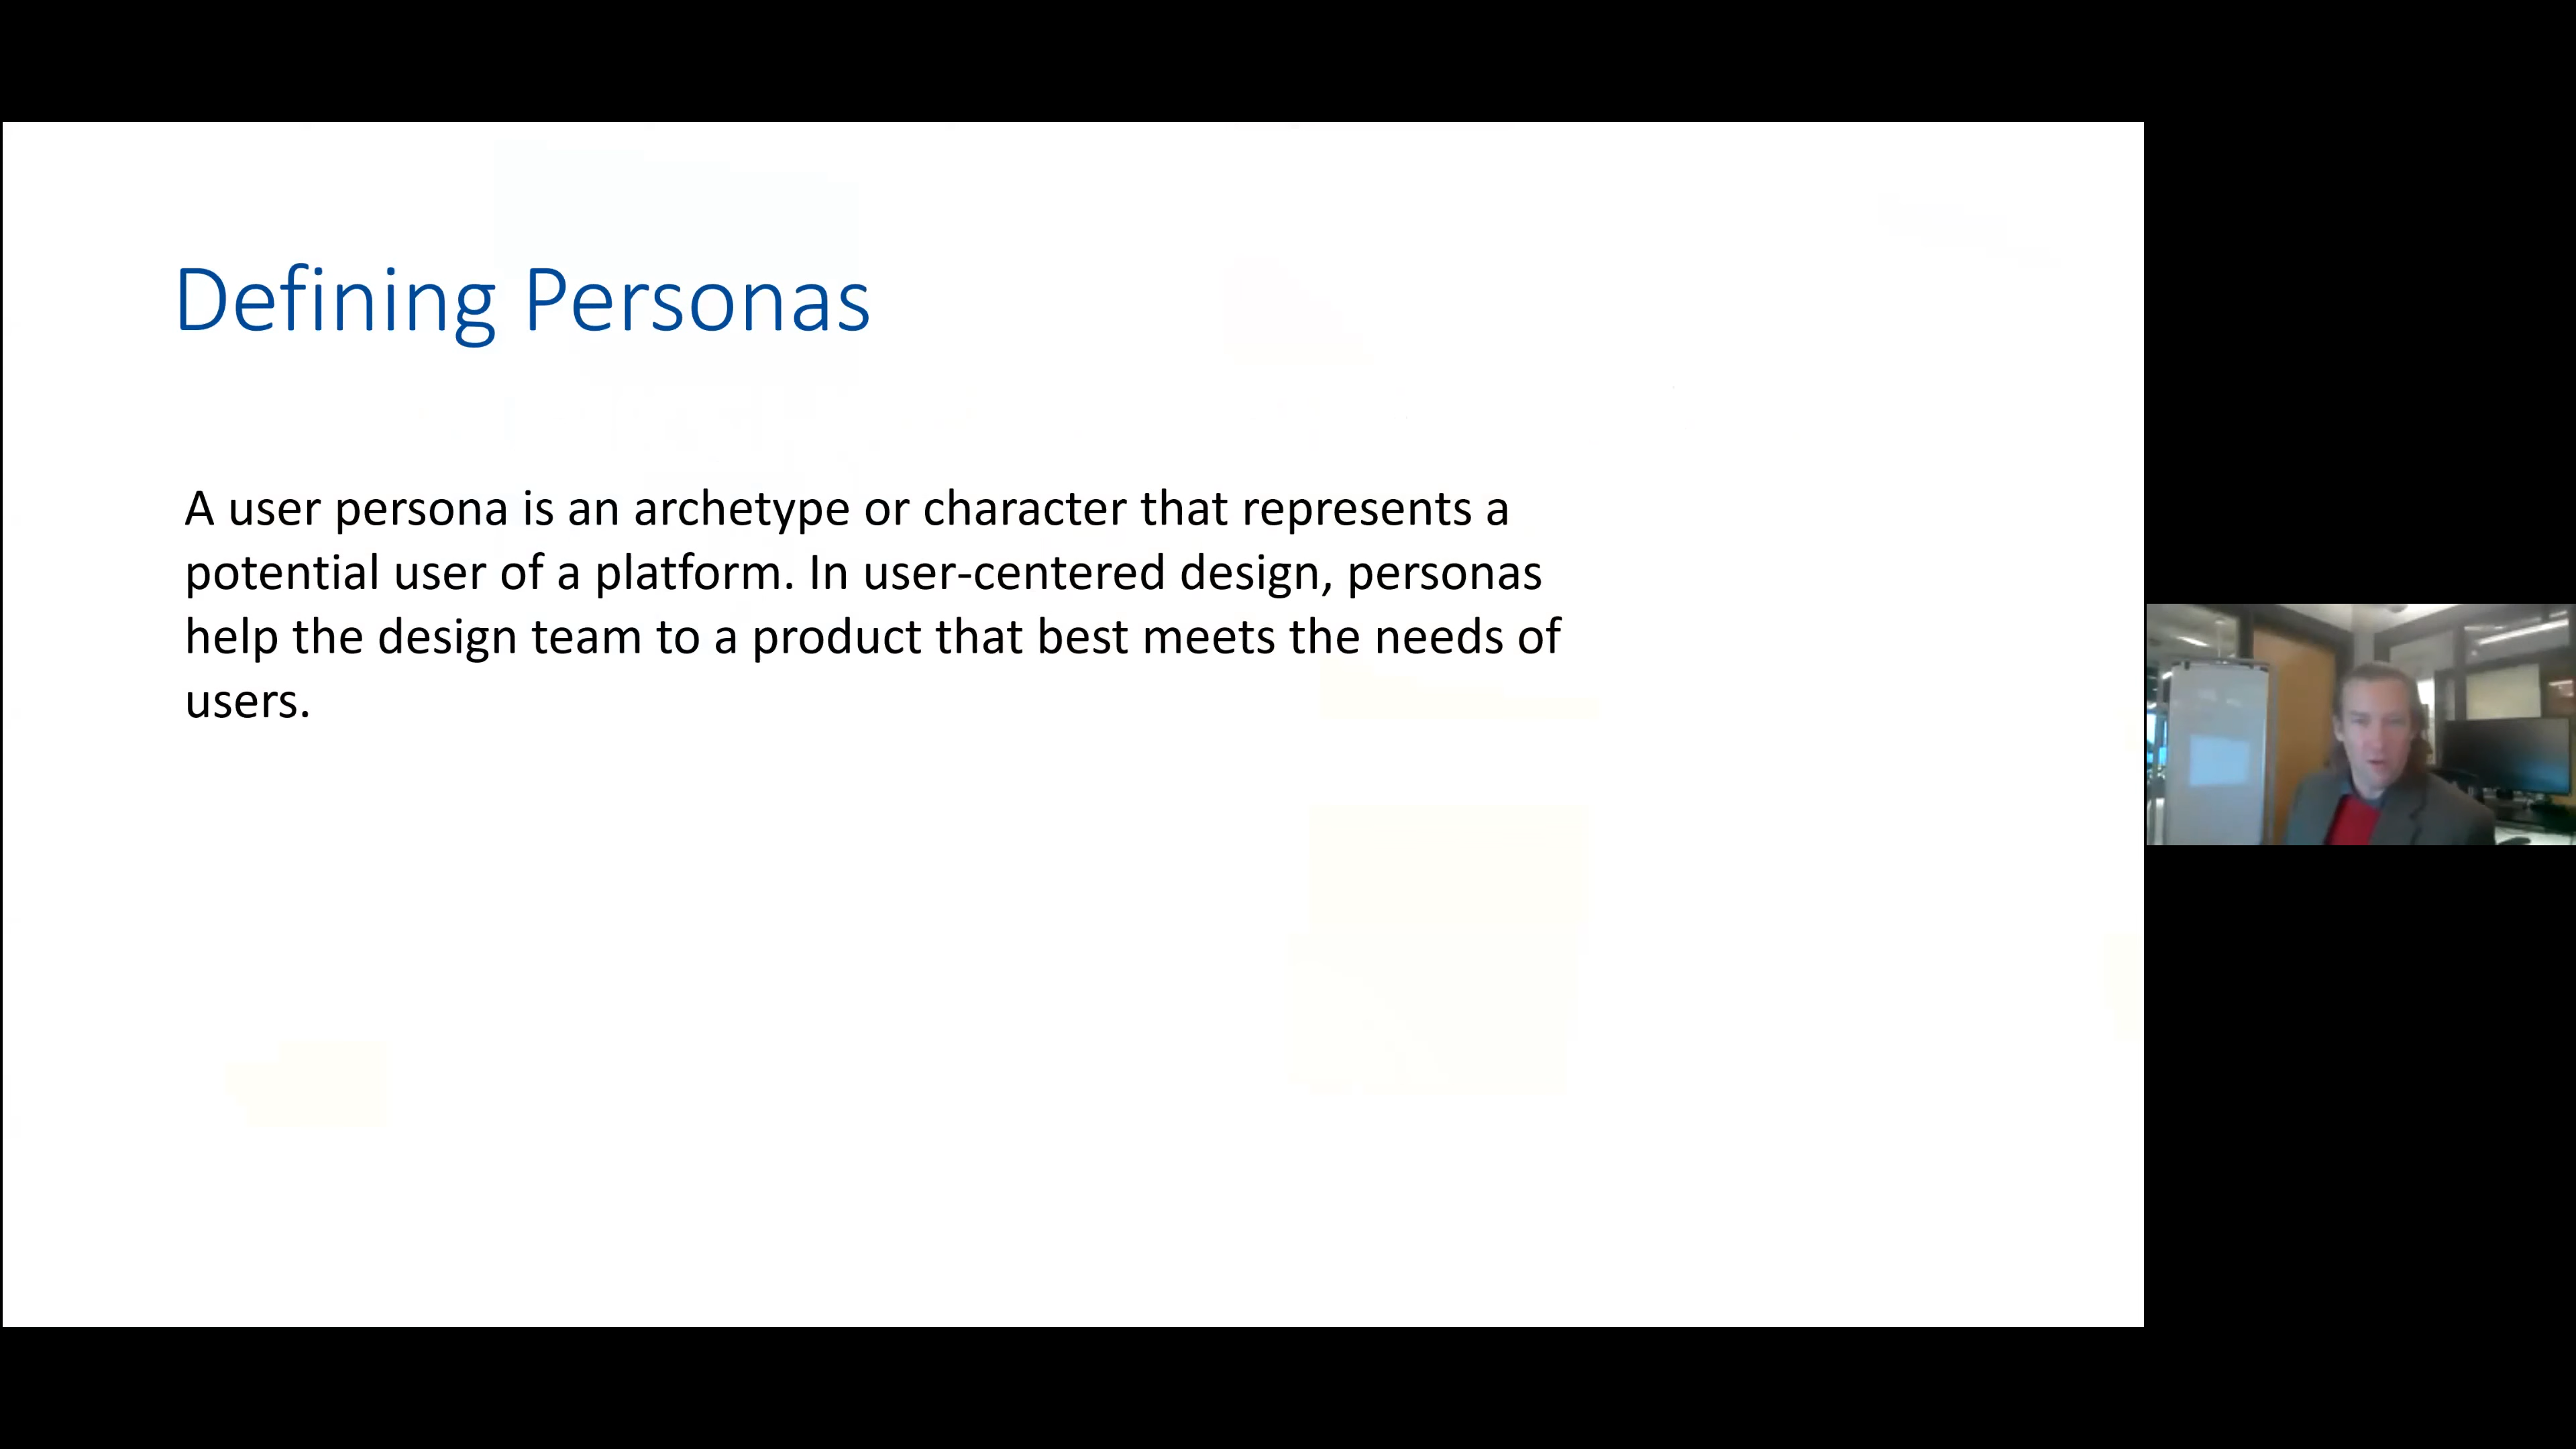 Defining Personas
A user persona is an archetype or character that represents a
potential user of a platform. In user-centered design, personas
help the design team to a product that best meets the needs of
users.